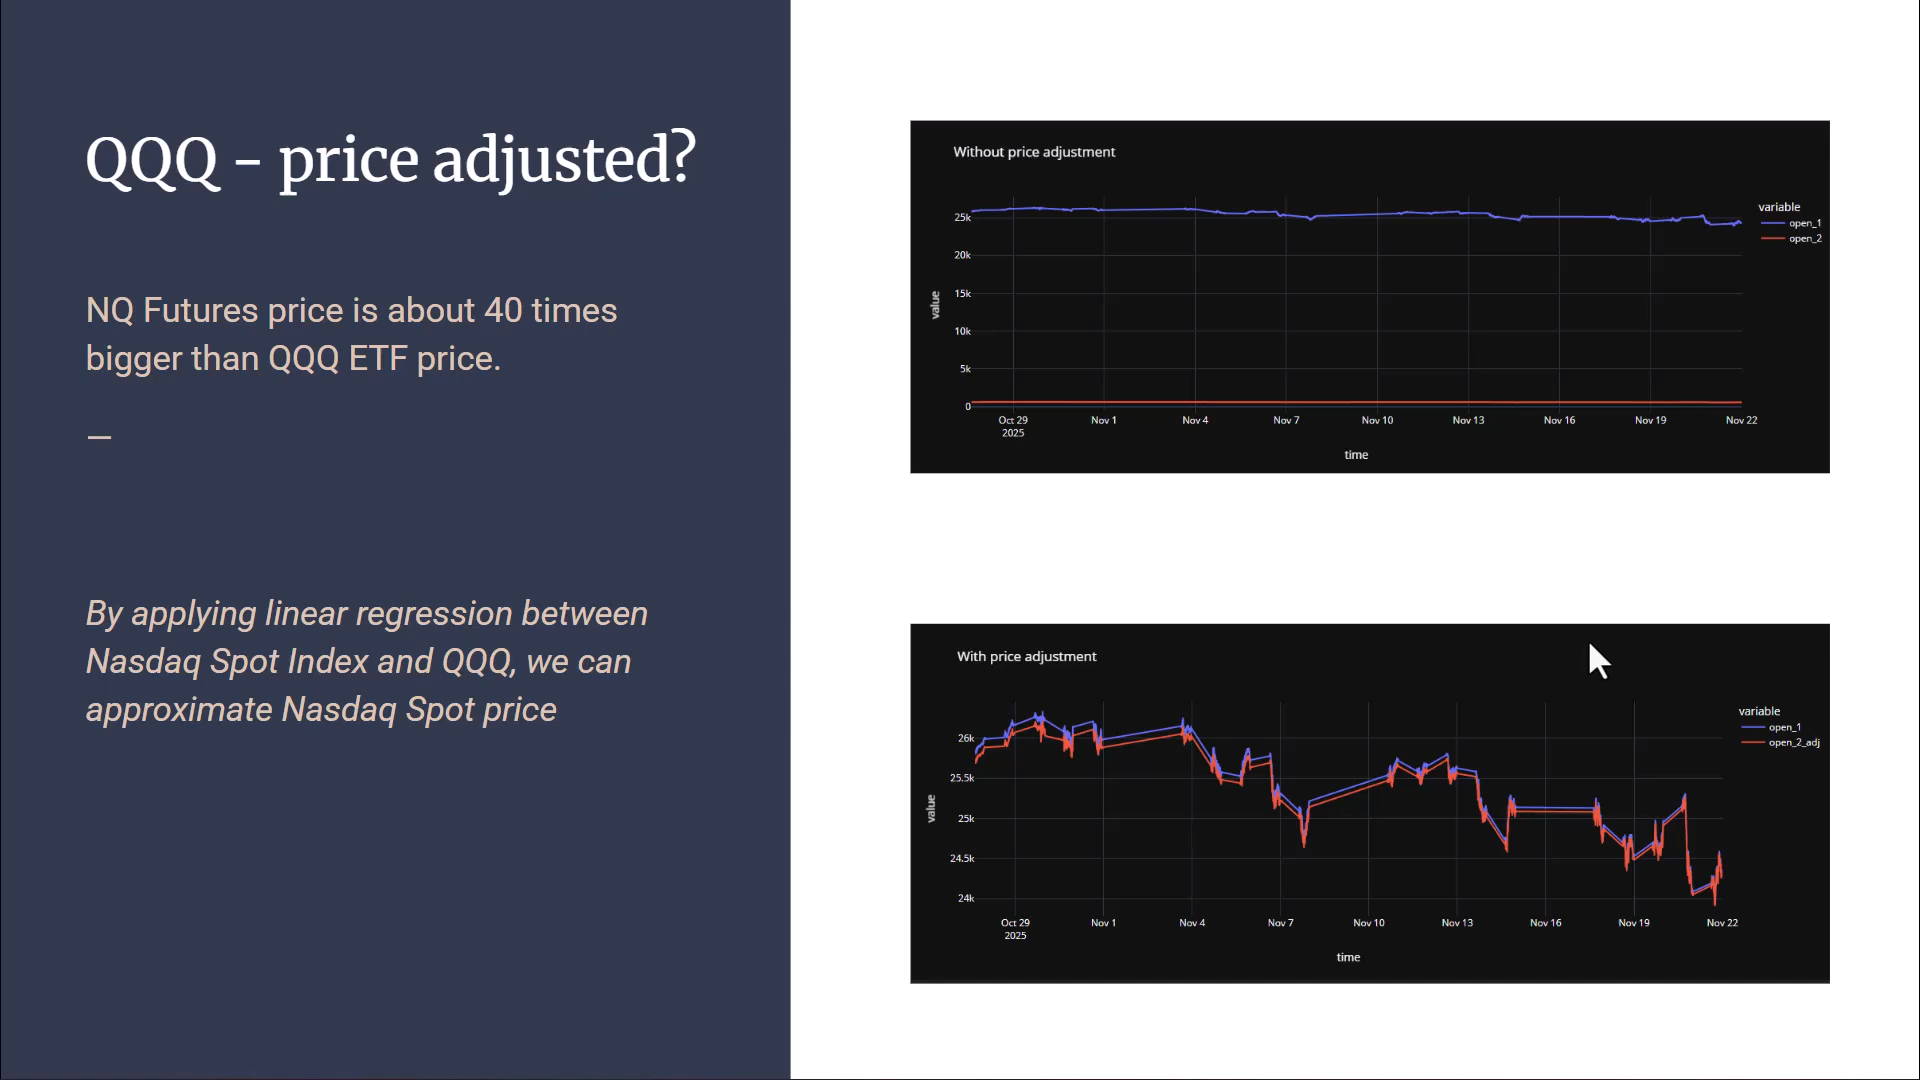 QQQ - price adjusted?
NQ Futures price is about 40 times
bigger than QQQ ETF price.
—
By applying linear regression between
Nasdaq Spot Index and QQQ, we can
approximate Nasdaq Spot price
Without price adjustment
variable
open_1
open_2
value
25k
20k
15k
10k
5k
0
Oct 29 Nov 1 Nov 4 Nov 7 Nov 10 Nov 13 Nov 16 Nov 19 Nov 22
2025
time
With price adjustment
variable
open_1
open_2_adj
value
26k
25.5k
25k
24.5k
24k
Oct 29 Nov 1 Nov 4 Nov 7 Nov 10 Nov 13 Nov 16 Nov 19 Nov 22
2025
time